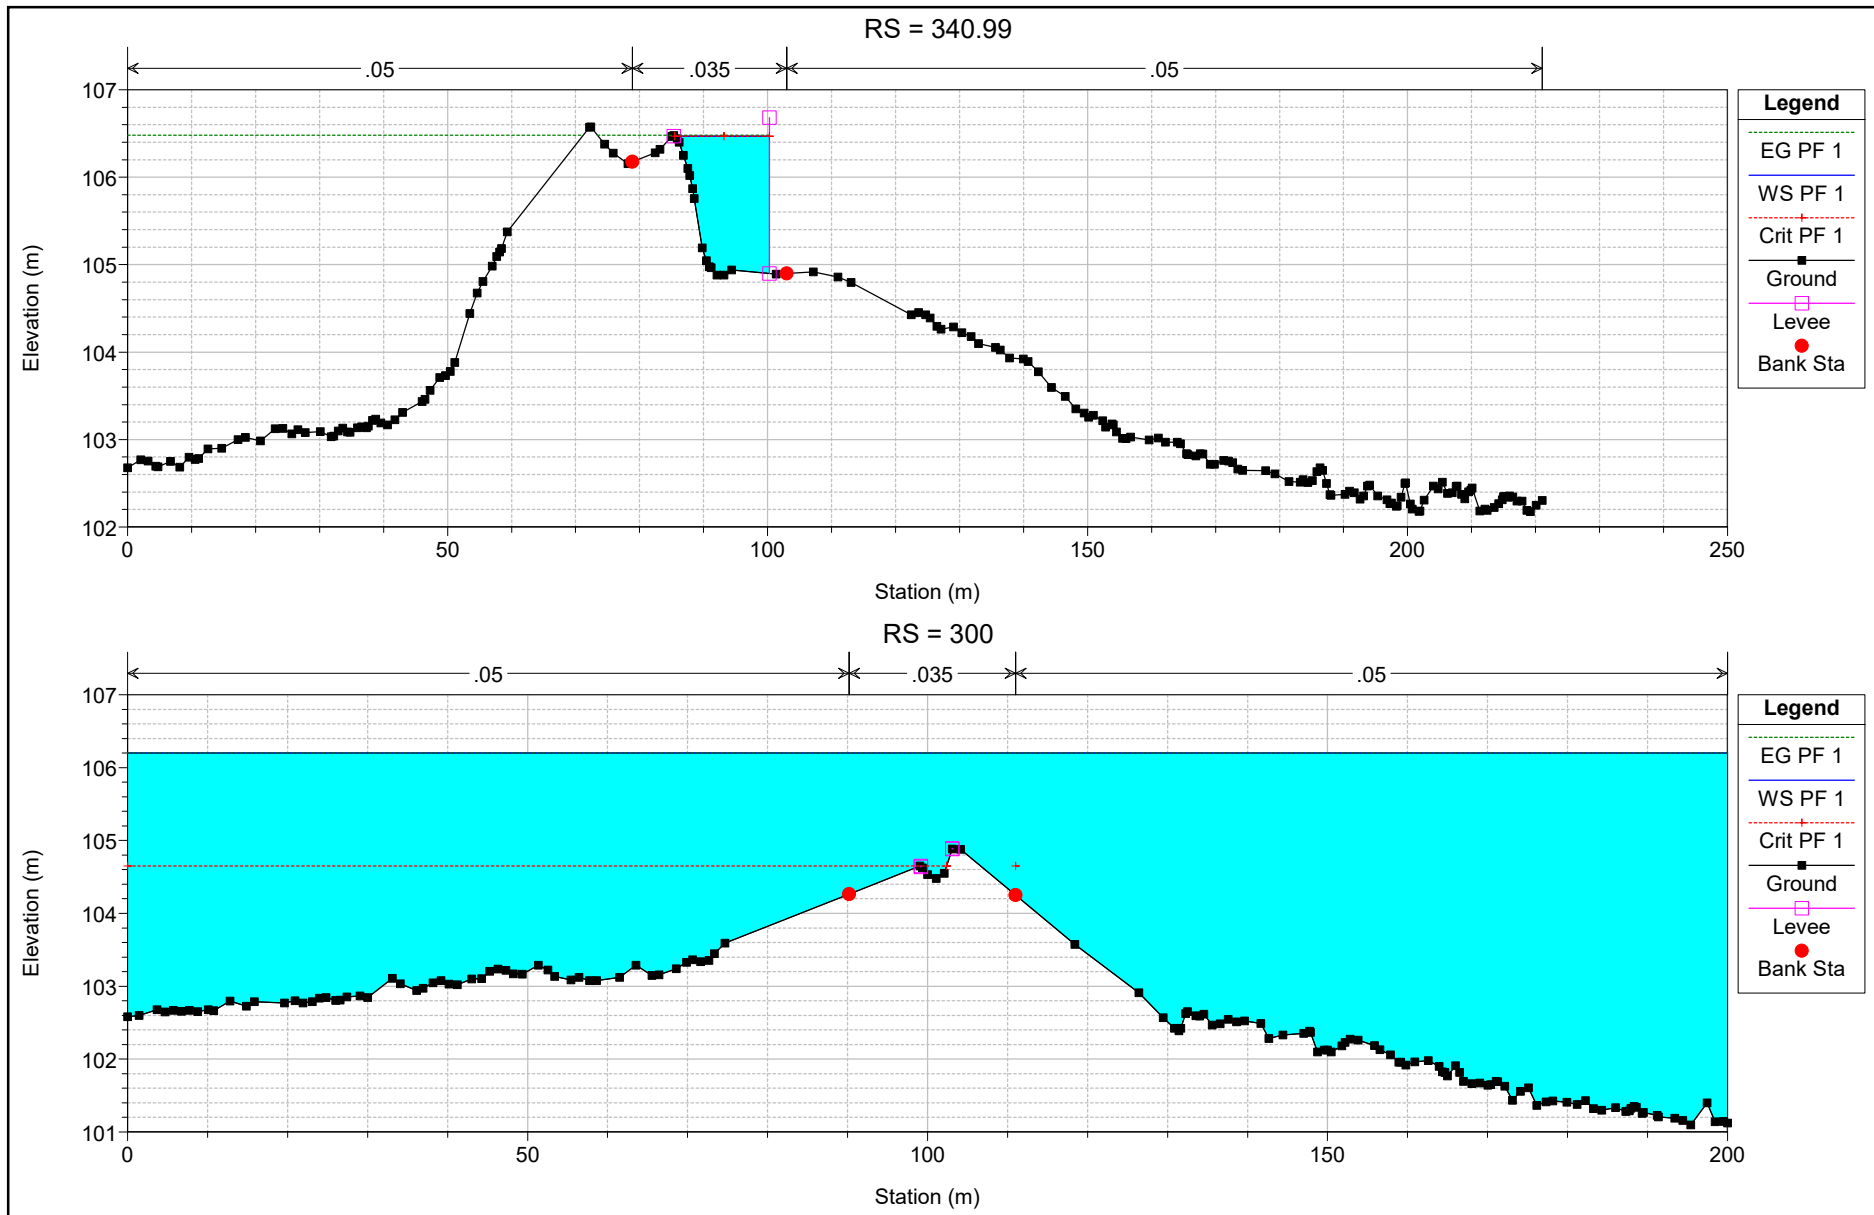 RS = 340.99
.05
.035
.05
107
106
105
104
103
102
Elevation (m)
0
50
100
150
200
250
Station (m)
Legend
EG PF 1
WS PF 1
Crit PF 1
Ground
Levee
Bank Sta
RS = 300
.05
.035
.05
107
106
105
104
103
102
101
Elevation (m)
0
50
100
150
200
Station (m)
Legend
EG PF 1
WS PF 1
Crit PF 1
Ground
Levee
Bank Sta